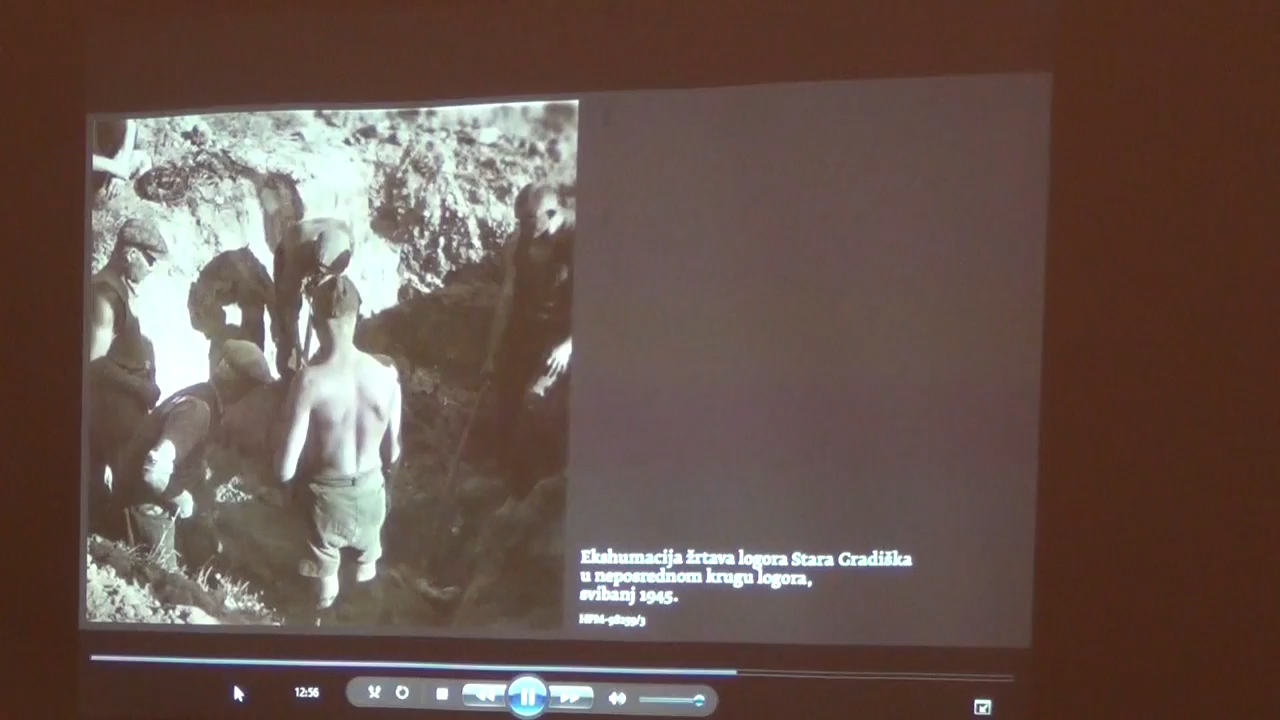 Ekshumacija žrtava logora Stara Gradiška
u neposrednom krugu logora,
svibanj 1945.
12:56